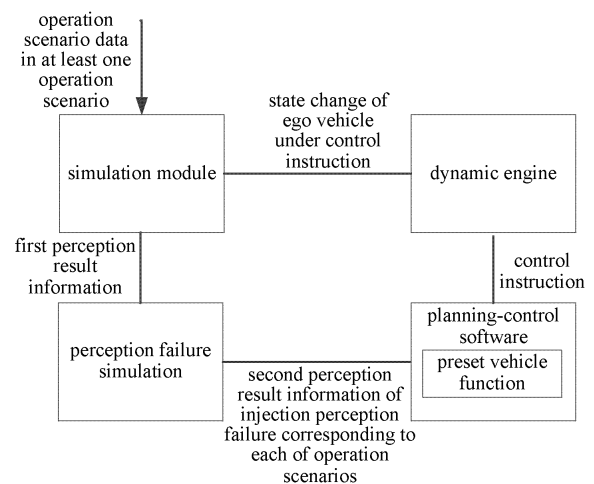 operation
scenario data
in at least one
operation
scenario
state change of
ego vehicle
under control
instruction
simulation module
dynamic engine
first perception
result
information
control
instruction
perception failure
simulation
planning-control
software
preset vehicle
function
second perception
result information of
injection perception
failure corresponding to
each of operation
scenarios